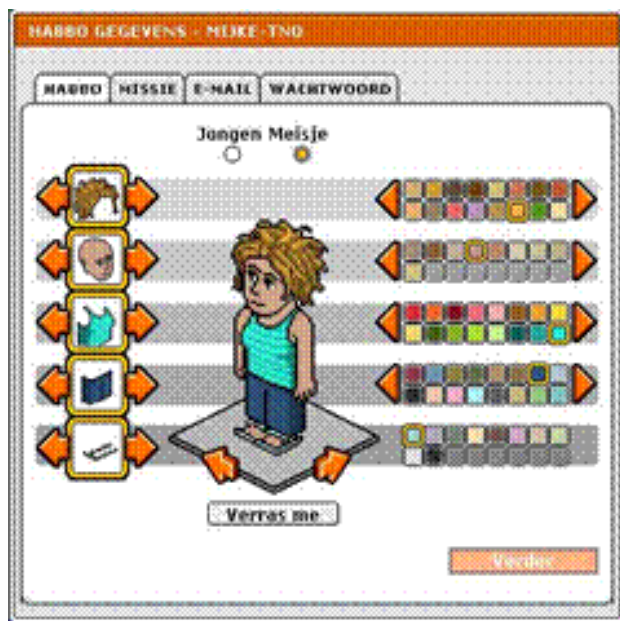 HABBO GEGEVENS - MIJKE-TNO
HABBO MISSIE E-MAIL WACHTWOORD
Jongen Meisje
Verras me
Verder